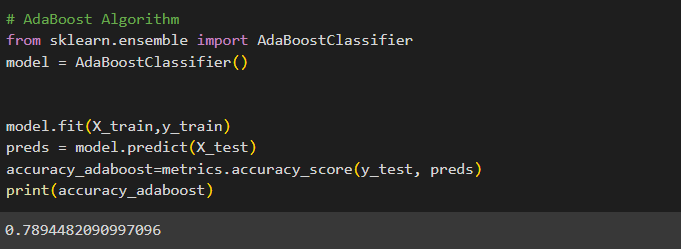 # AdaBoost Algorithm
from sklearn.ensemble import AdaBoostClassifier
model = AdaBoostClassifier()
model.fit(X_train,y_train)
preds = model.predict(X_test)
accuracy_adaboost=metrics.accuracy_score(y_test, preds)
print(accuracy_adaboost)
0.7894482090997096